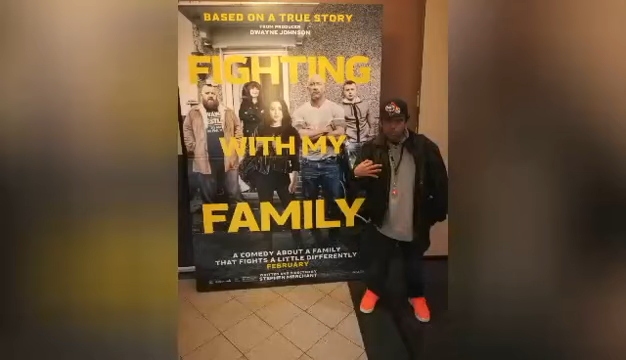 BASED ON A TRUE STORY
FROM PRODUCER
DWAYNE JOHNSON
FIGHTING
WITH MY
FAMILY
A COMEDY ABOUT A FAMILY
THAT FIGHTS A LITTLE DIFFERENTLY
FEBRUARY
WRITTEN AND DIRECTED BY
STEPHEN MERCHANT